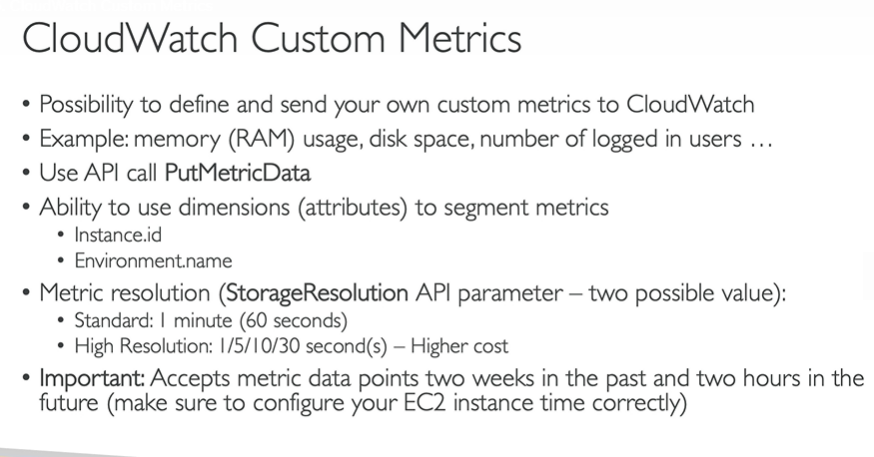 CloudWatch Custom Metrics
• Possibility to define and send your own custom metrics to CloudWatch
• Example: memory (RAM) usage, disk space, number of logged in users …
• Use API call PutMetricData
• Ability to use dimensions (attributes) to segment metrics
• Instance.id
• Environment.name
• Metric resolution (StorageResolution API parameter – two possible value):
• Standard: 1 minute (60 seconds)
• High Resolution: 1/5/10/30 second(s) – Higher cost
• Important: Accepts metric data points two weeks in the past and two hours in the
future (make sure to configure your EC2 instance time correctly)